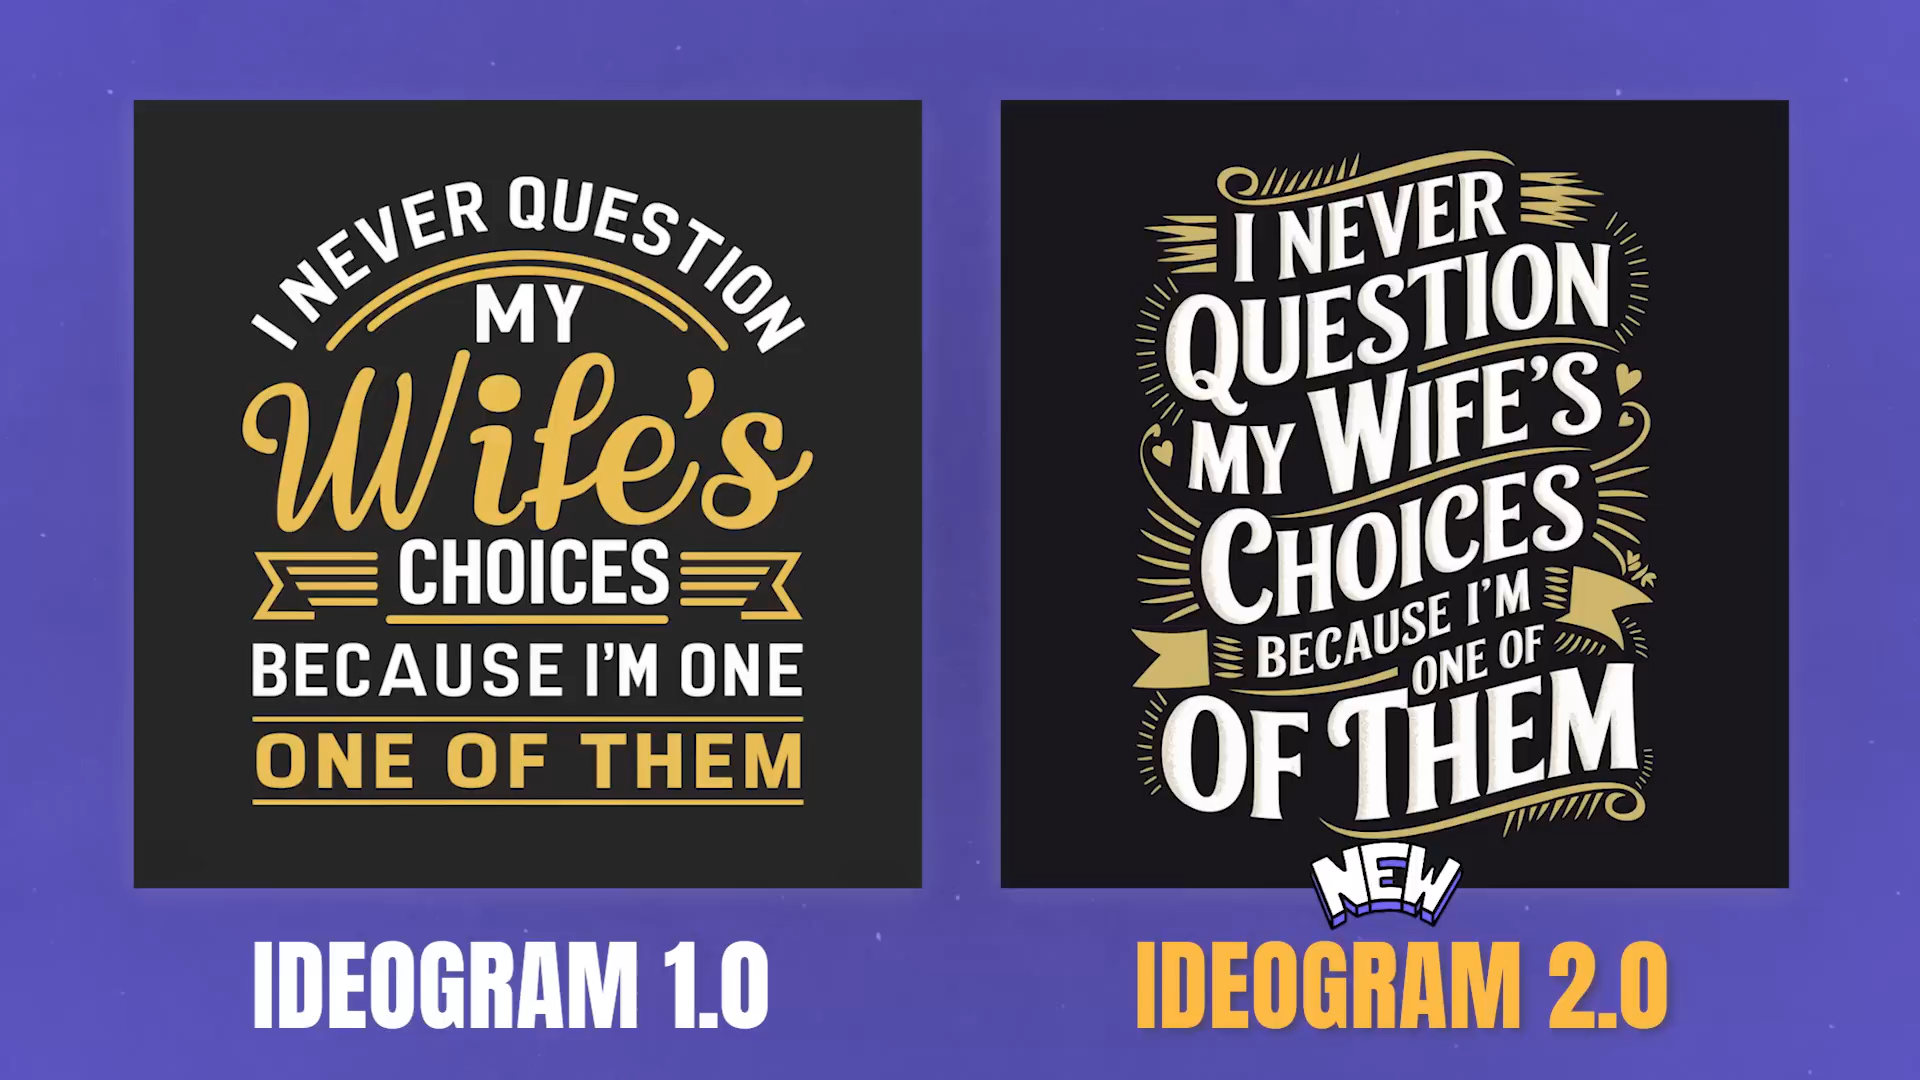 I NEVER QUESTION
MY
Wife's
CHOICES
BECAUSE I'M ONE
ONE OF THEM
IDEOGRAM 1.0
I NEVER
QUESTION
MY WIFE'S
CHOICES
BECAUSE I'M
ONE OF
OF THEM
NEW
IDEOGRAM 2.0